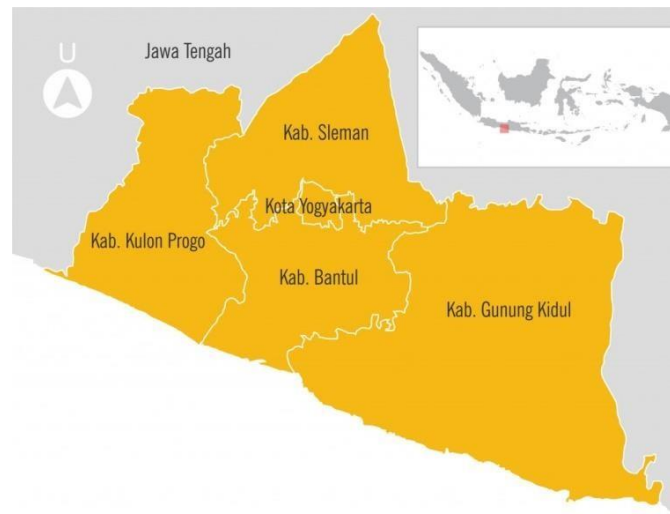 U
Jawa Tengah
Kab. Sleman
Kota Yogyakarta
Kab. Kulon Progo
Kab. Bantul
Kab. Gunung Kidul